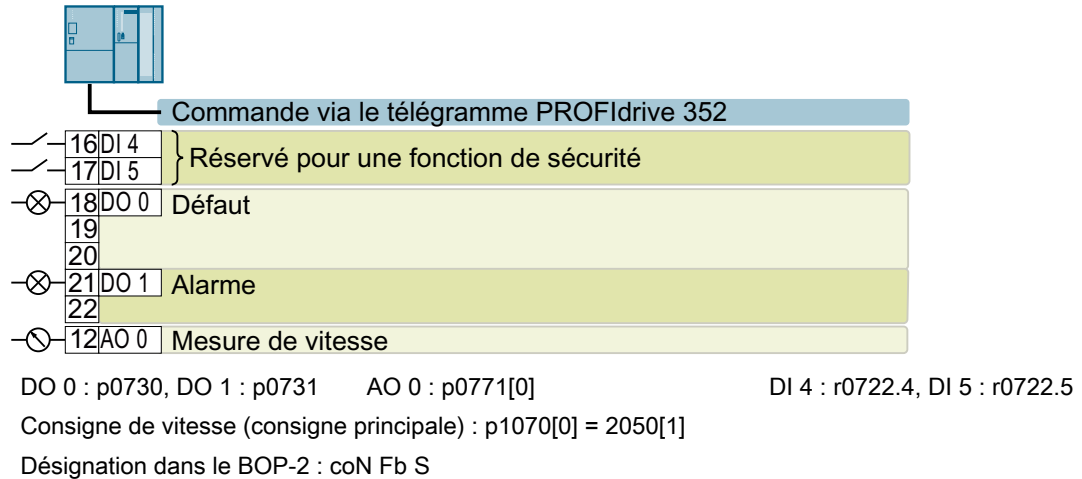 Commande via le télégramme PROFIdrive 352
16 DI 4
17 DI 5
Réservé pour une fonction de sécurité
18 DO 0 Défaut
19
20
21 DO 1 Alarme
22
12 AO 0 Mesure de vitesse
DO 0 : p0730, DO 1 : p0731 AO 0 : p0771[0] DI 4 : r0722.4, DI 5 : r0722.5
Consigne de vitesse (consigne principale) : p1070[0] = 2050[1]
Désignation dans le BOP-2 : coN Fb S